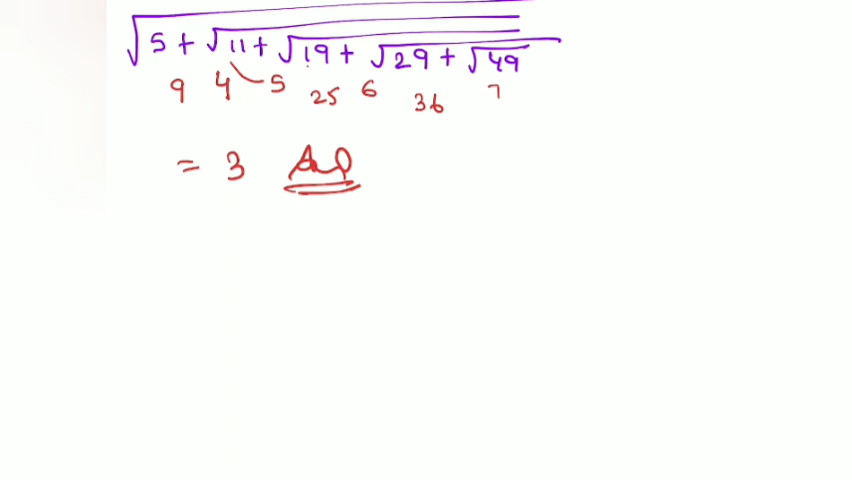 √5 + √11 + √19 + √29 + √49
9 4 5 25 6 36 7
= 3 Ans